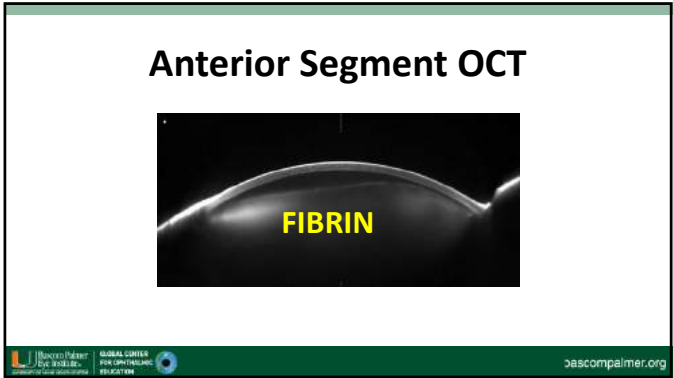 Anterior Segment OCT
FIBRIN
Bascom Palmer
Eye Institute
GLOBAL CENTER
FOR OPHTHALMIC
EDUCATION
bascompalmer.org